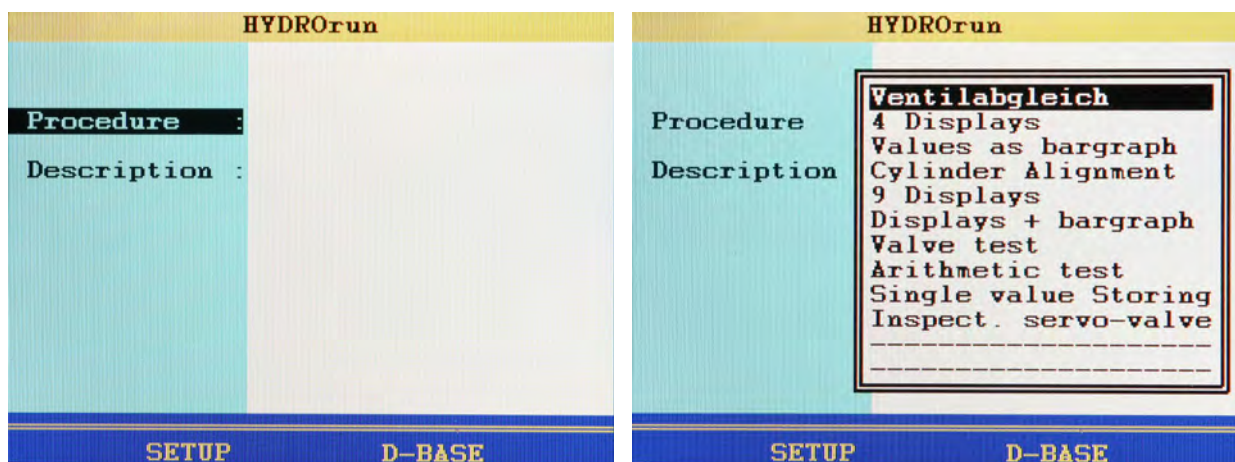 HYDROrun
Procedure :
Description :
SETUP D-BASE
HYDROrun
Procedure
Description
Ventilabgleich
4 Displays
Values as bargraph
Cylinder Alignment
9 Displays
Displays + bargraph
Valve test
Arithmetic test
Single value Storing
Inspect. servo-valve
--------------------
--------------------
SETUP D-BASE